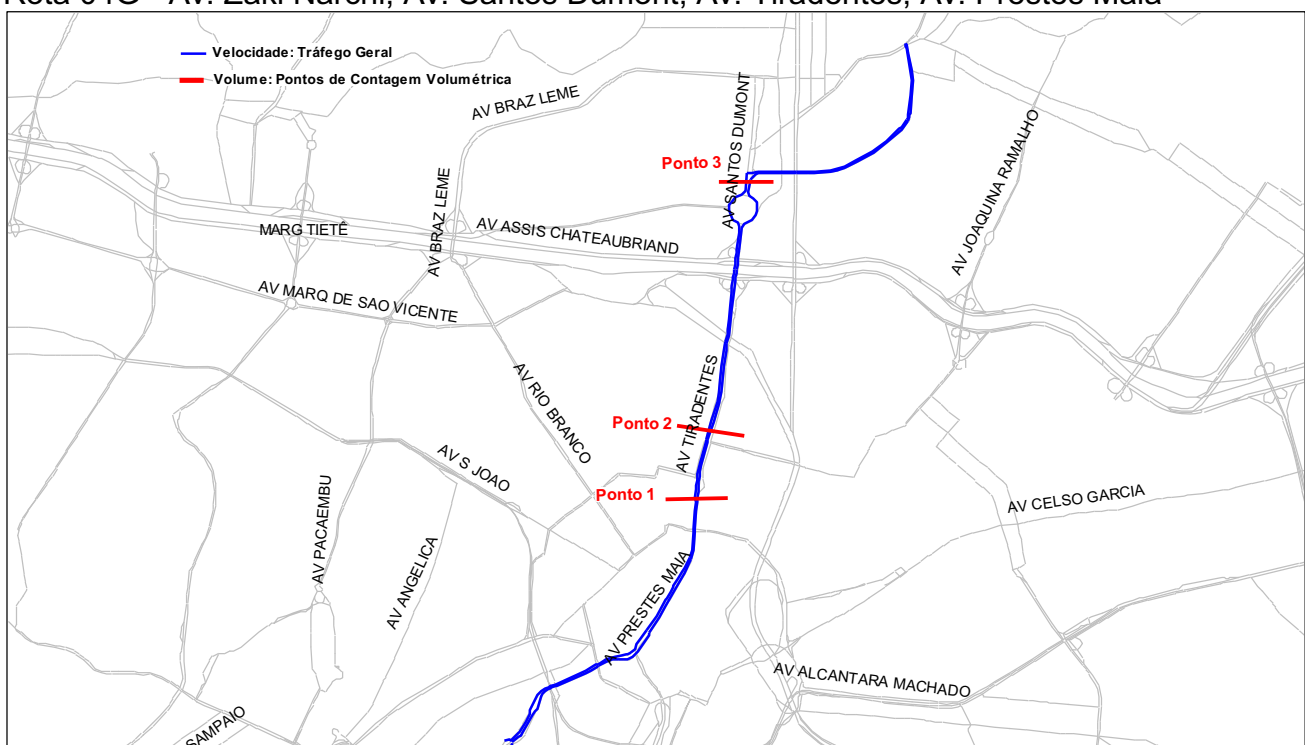 Rota 04G - Av. Zaki Narchi, Av. Santos Dumont, Av. Tiradentes, Av. Prestes Maia
Velocidade: Tráfego Geral
Volume: Pontos de Contagem Volumétrica
AV BRAZ LEME
AV SANTOS DUMONT
AV JOAQUINA RAMALHO
Ponto 3
AV BRAZ LEME
MARG TIETÊ
AV ASSIS CHATEAUBRIAND
AV MARQ DE SAO VICENTE
AV RIO BRANCO
AV TIRADENTES
Ponto 2
AV S JOAO
Ponto 1
AV CELSO GARCIA
AV PACAEMBU
AV ANGELICA
AV PRESTES MAIA
AV ALCANTARA MACHADO
SAMPAIO